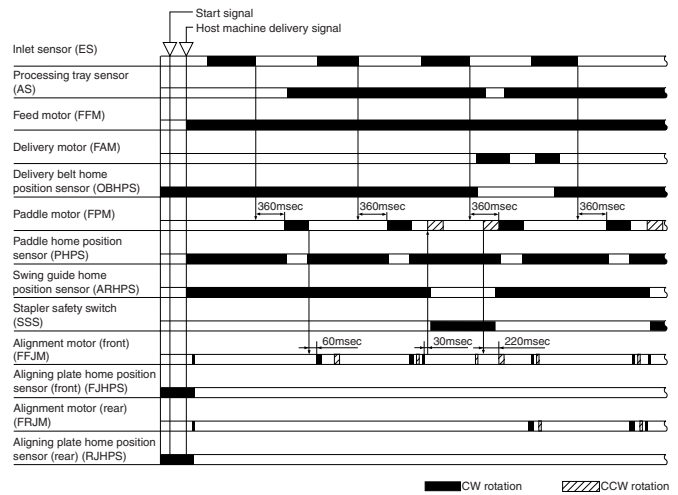 Start signal
Host machine delivery signal
Inlet sensor (ES)
Processing tray sensor
(AS)
Feed motor (FFM)
Delivery motor (FAM)
Delivery belt home
position sensor (OBHPS)
360msec 360msec 360msec 360msec
Paddle motor (FPM)
Paddle home position
sensor (PHPS)
Swing guide home
position sensor (ARHPS)
Stapler safety switch
(SSS)
60msec 30msec 220msec
Alignment motor (front)
(FFJM)
Aligning plate home position
sensor (front) (FJHPS)
Alignment motor (rear)
(FRJM)
Aligning plate home position
sensor (rear) (RJHPS)
CW rotation CCW rotation